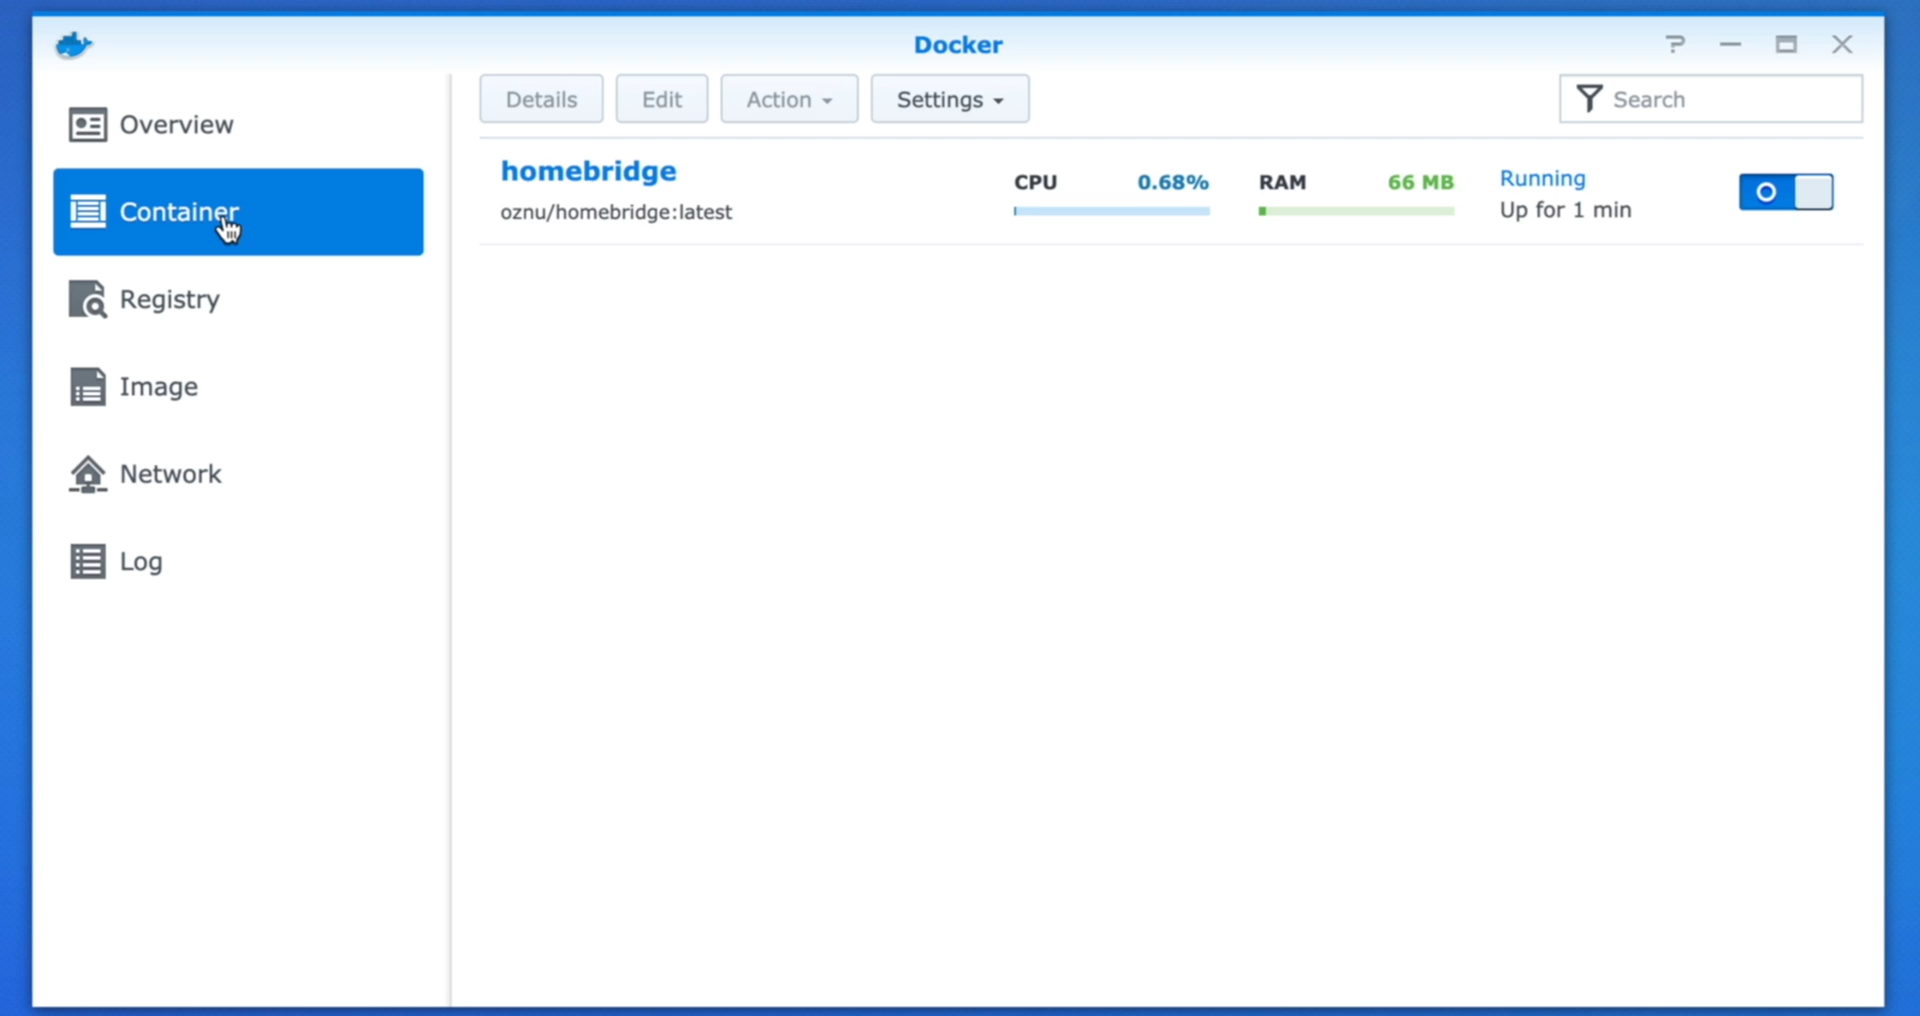 Docker
Overview
Container
Registry
Image
Network
Log
Details Edit Action Settings Search
homebridge
oznu/homebridge:latest
CPU 0.68% RAM 66 MB
Running
Up for 1 min